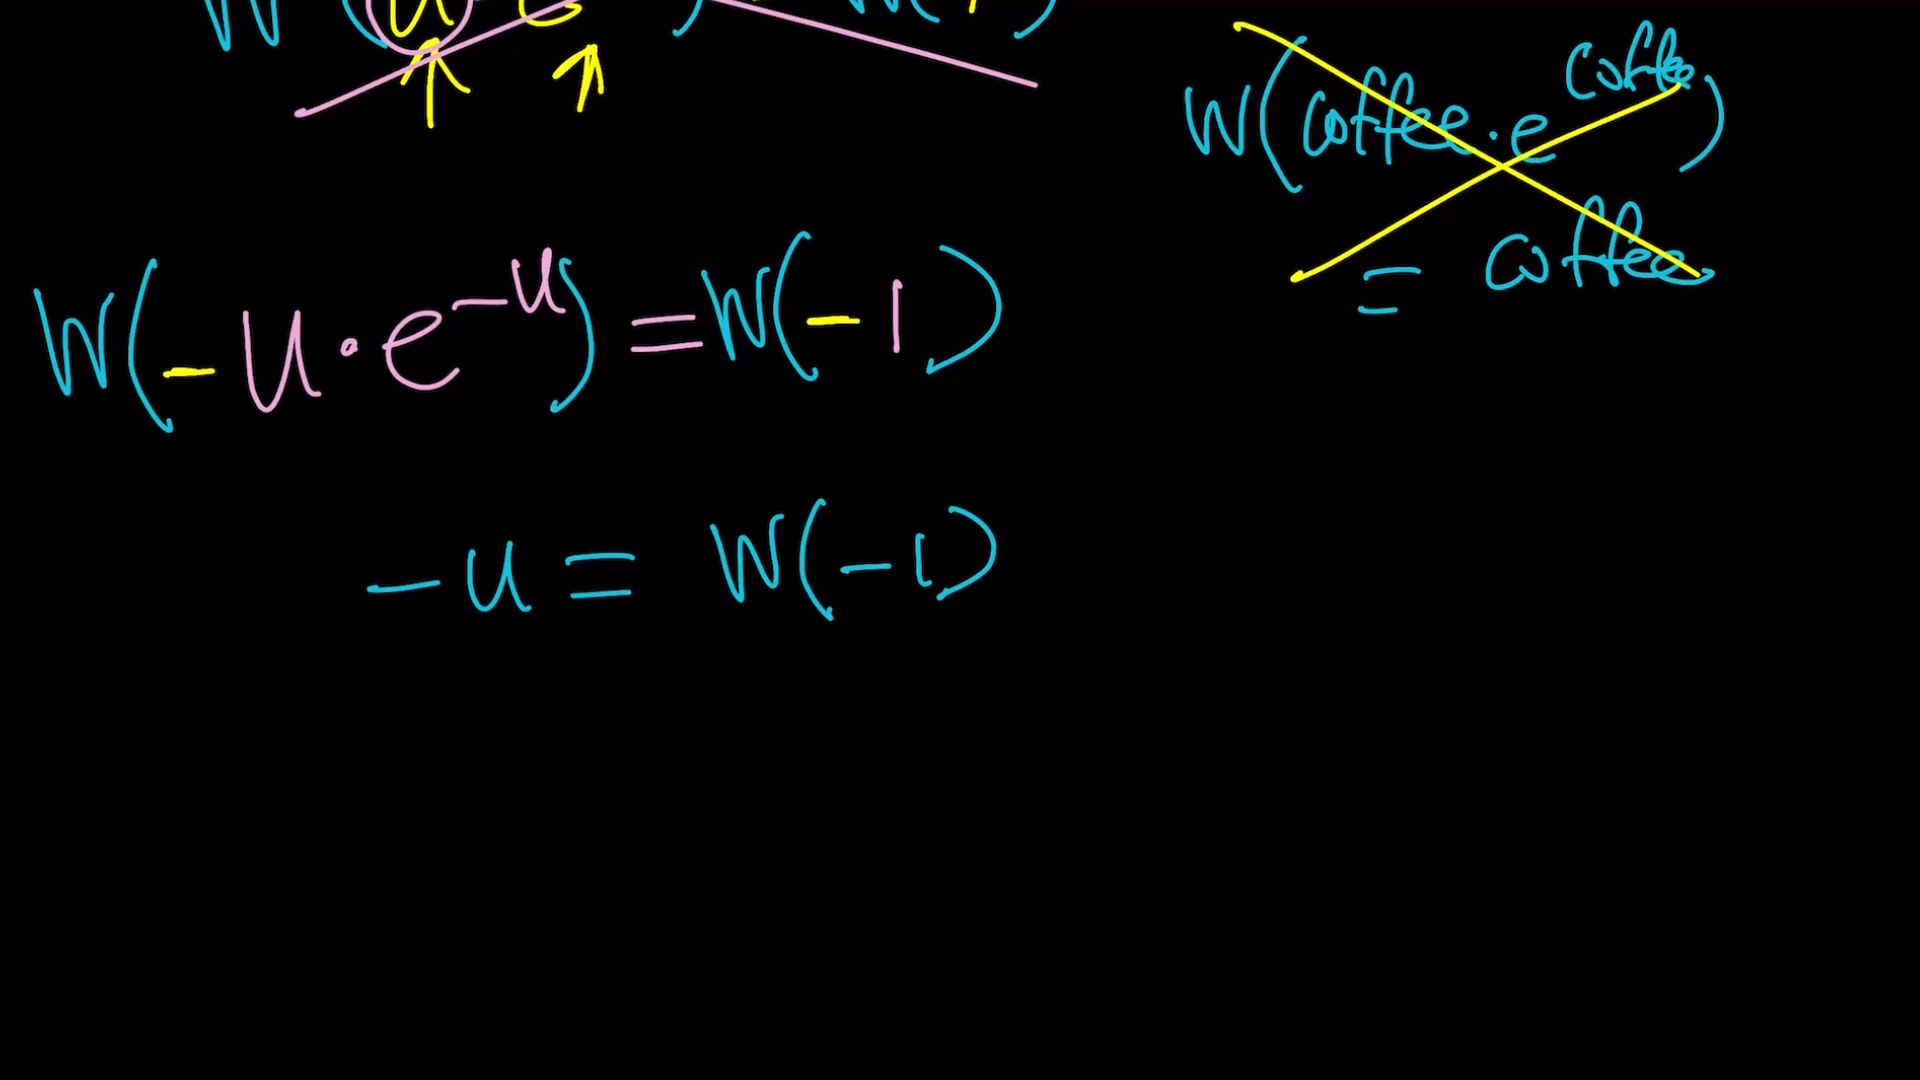 W(coffee · e^coffee)
= coffee
W(-u · e^-u) = W(-1)
-u = W(-1)